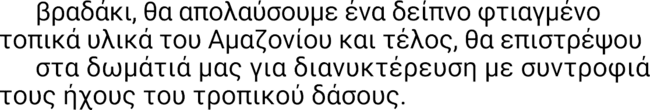 βραδάκι, θα απολαύσουμε ένα δείπνο φτιαγμένο
τοπικά υλικά του Αμαζονίου και τέλος, θα επιστρέψου
στα δωμάτιά μας για διανυκτέρευση με συντροφιά
τους ήχους του τροπικού δάσους.